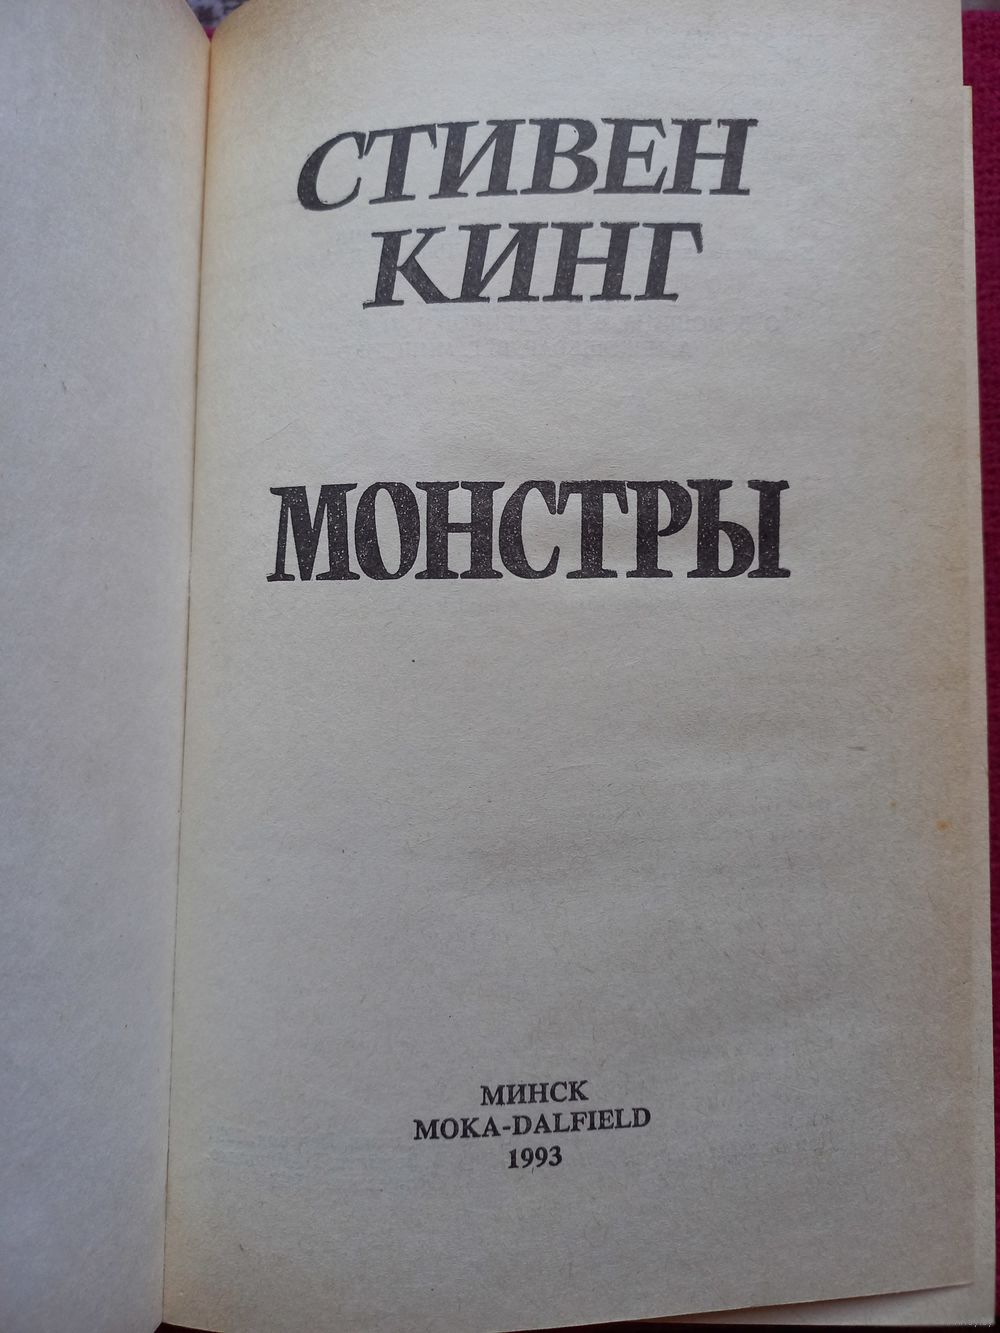 СТИВЕН
КИНГ
МОНСТРЫ
МИНСК
MOKA-DALFIELD
1993